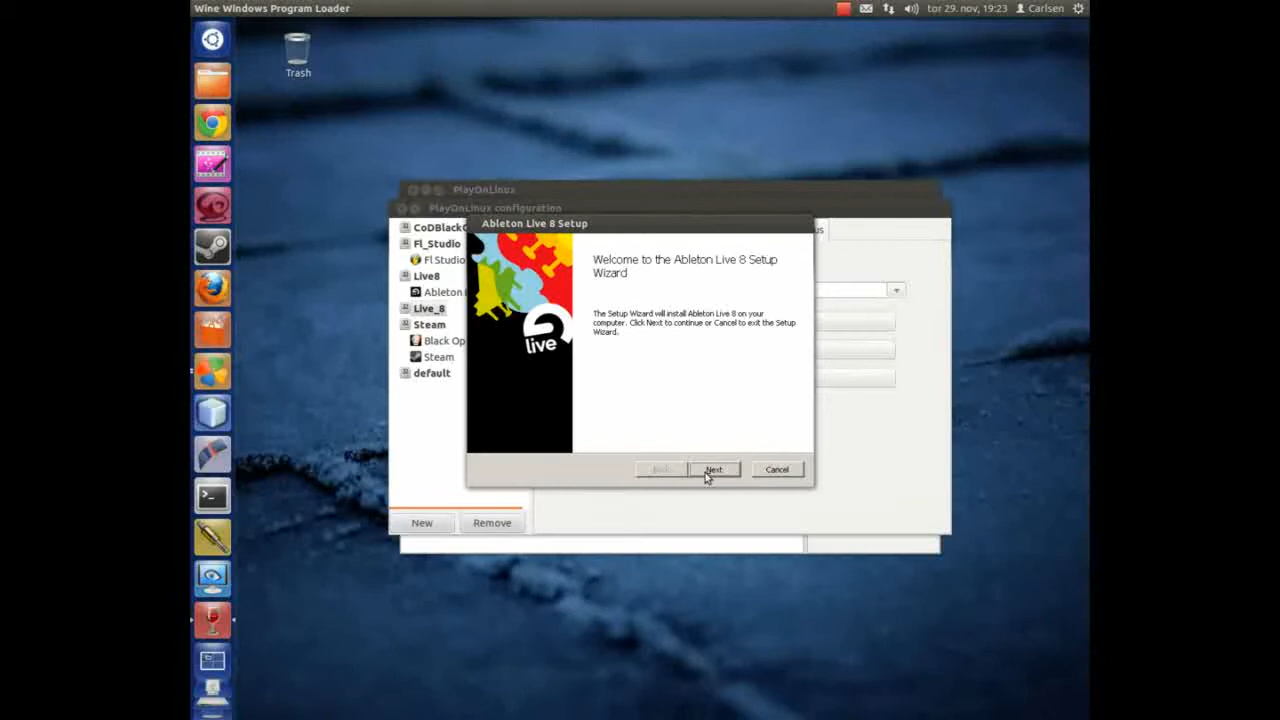 Wine Windows Program Loader
tor 29. nov, 19:23
Carlsen
Trash
PlayOnLinux
PlayOnLinux configuration
Ableton Live 8 Setup
Fl_Studio
Fl Studio
Live8
Ableton
Live_8
Steam
Black Op
Steam
default
live
Welcome to the Ableton Live 8 Setup
Wizard
The Setup Wizard will install Ableton Live 8 on your
computer. Click Next to continue or Cancel to exit the Setup
Wizard.
Next
Cancel
New
Remove